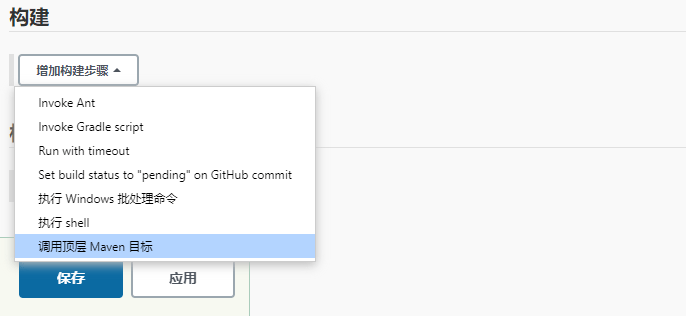 构建
增加构建步骤
Invoke Ant
Invoke Gradle script
Run with timeout
Set build status to "pending" on GitHub commit
执行 Windows 批处理命令
执行 shell
调用顶层 Maven 目标
保存
应用